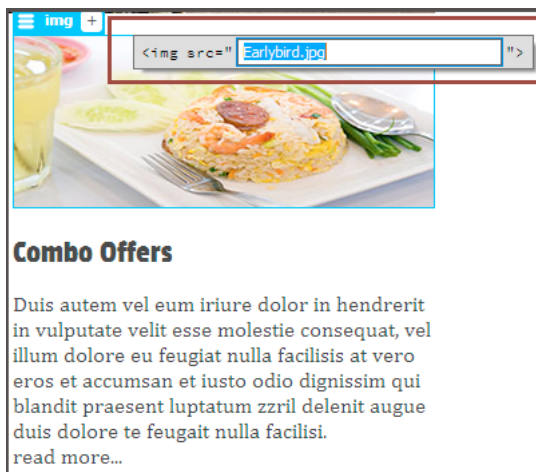 img +
<img src="Earlybird.jpg">
Combo Offers
Duis autem vel eum iriure dolor in hendrerit
in vulputate velit esse molestie consequat, vel
illum dolore eu feugiat nulla facilisis at vero
eros et accumsan et iusto odio dignissim qui
blandit praesent luptatum zzril delenit augue
duis dolore te feugait nulla facilisi.
read more...